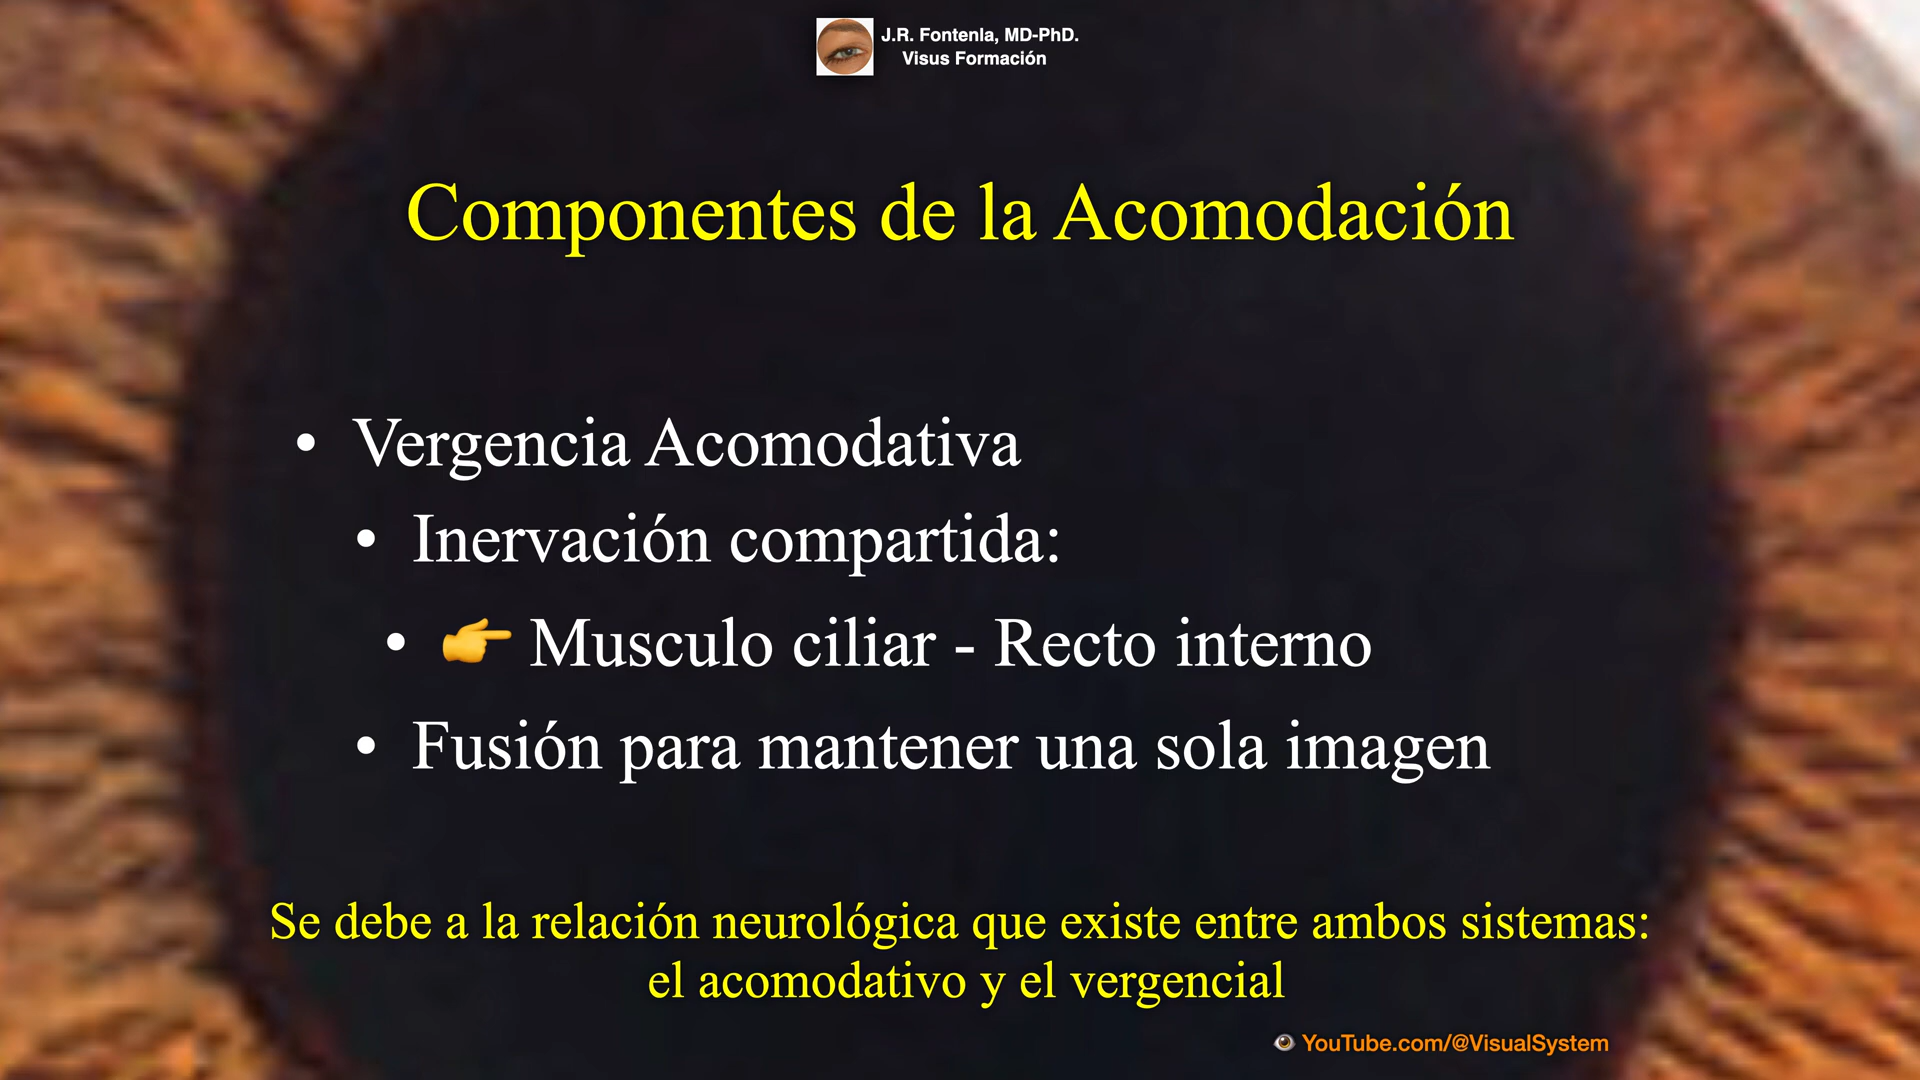 J.R. Fontenla, MD-PhD.
Visus Formación
Componentes de la Acomodación
• Vergencia Acomodativa
• Inervación compartida:
• 👉 Musculo ciliar - Recto interno
• Fusión para mantener una sola imagen
Se debe a la relación neurológica que existe entre ambos sistemas:
el acomodativo y el vergencial
👁 YouTube.com/@VisualSystem